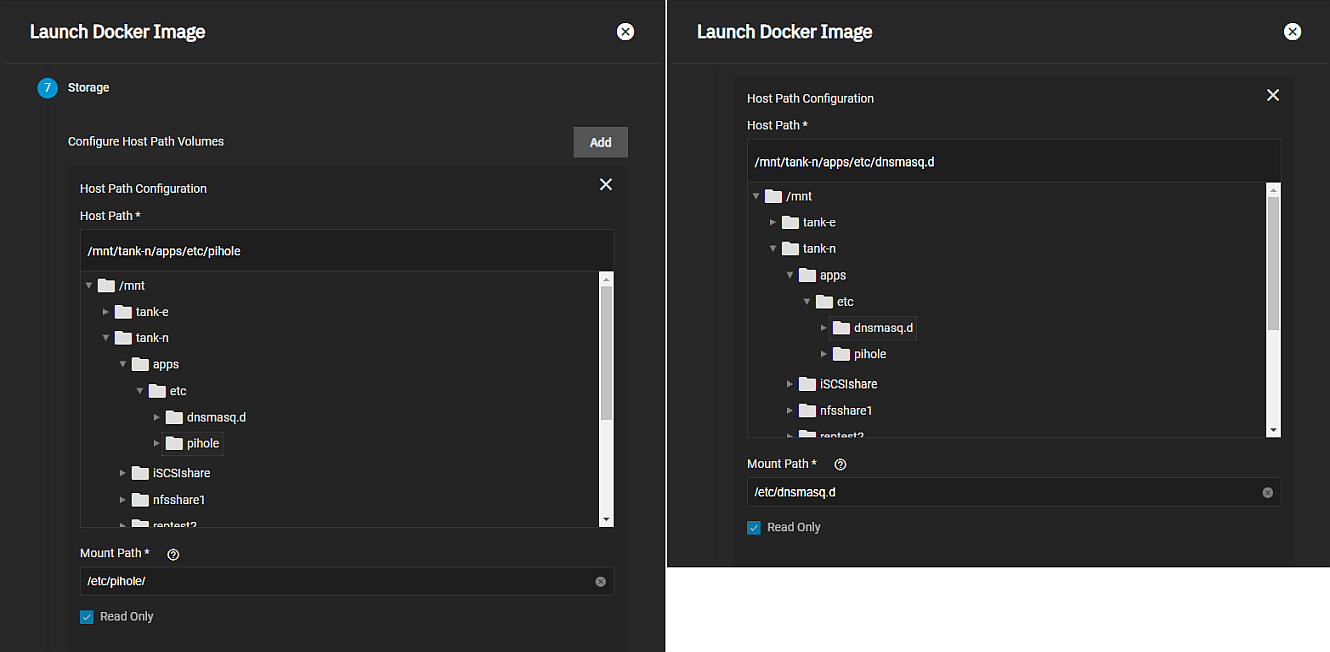 Launch Docker Image
7 Storage
Configure Host Path Volumes Add
Host Path Configuration
Host Path *
/mnt/tank-n/apps/etc/pihole
/mnt
tank-e
tank-n
apps
etc
dnsmasq.d
pihole
iSCSIshare
nfsshare1
reptest2
Mount Path *
/etc/pihole/
Read Only
Launch Docker Image
Host Path Configuration
Host Path *
/mnt/tank-n/apps/etc/dnsmasq.d
/mnt
tank-e
tank-n
apps
etc
dnsmasq.d
pihole
iSCSIshare
nfsshare1
reptest2
Mount Path *
/etc/dnsmasq.d
Read Only